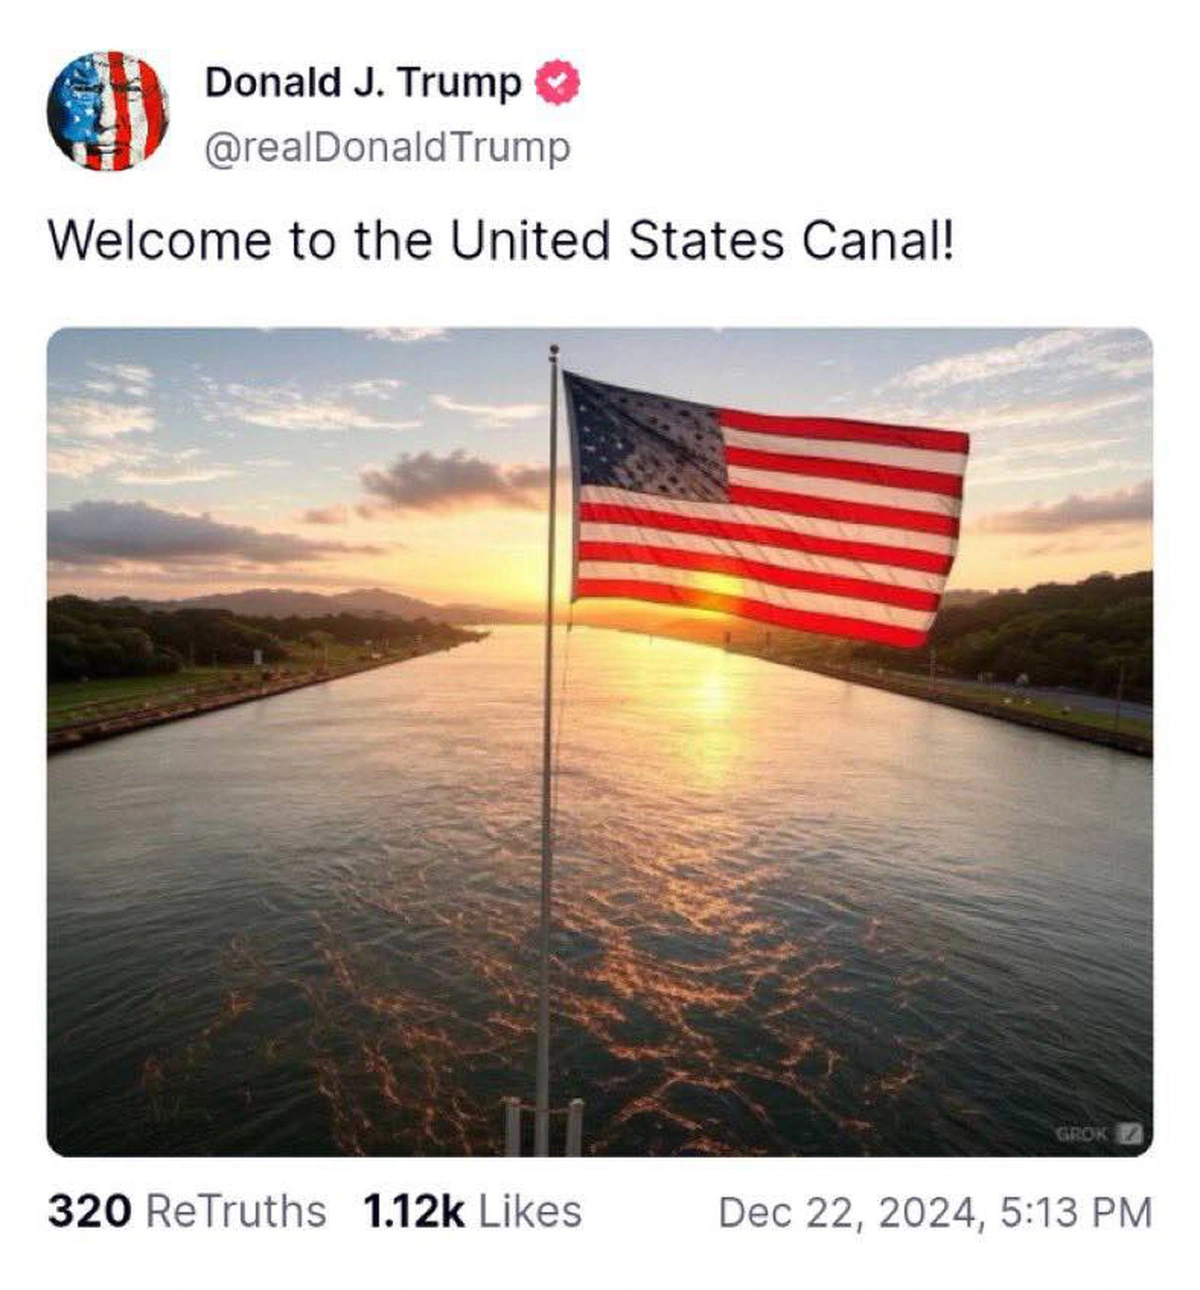 Donald J. Trump
@realDonaldTrump
Welcome to the United States Canal!
GROK
320 ReTruths 1.12k Likes Dec 22, 2024, 5:13 PM